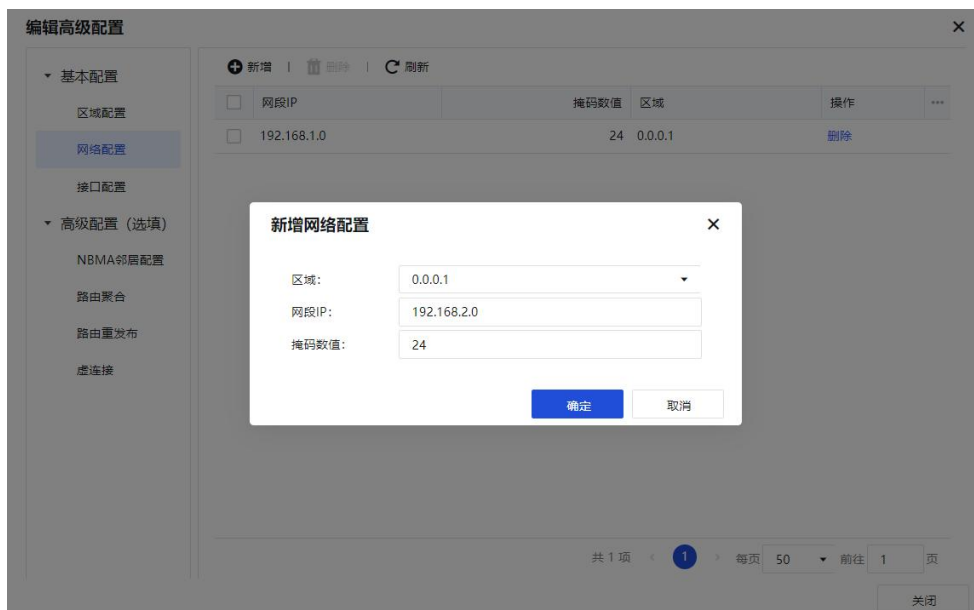 编辑高级配置
基本配置
区域配置
网络配置
接口配置
高级配置（选填）
NBMA邻居配置
路由聚合
路由重发布
虚连接
新增 删除 刷新
网段IP 掩码数值 区域 操作
192.168.1.0 24 0.0.0.1 删除
新增网络配置
区域： 0.0.0.1
网段IP： 192.168.2.0
掩码数值： 24
确定 取消
共 1 项 1 每页 50 前往 1 页
关闭